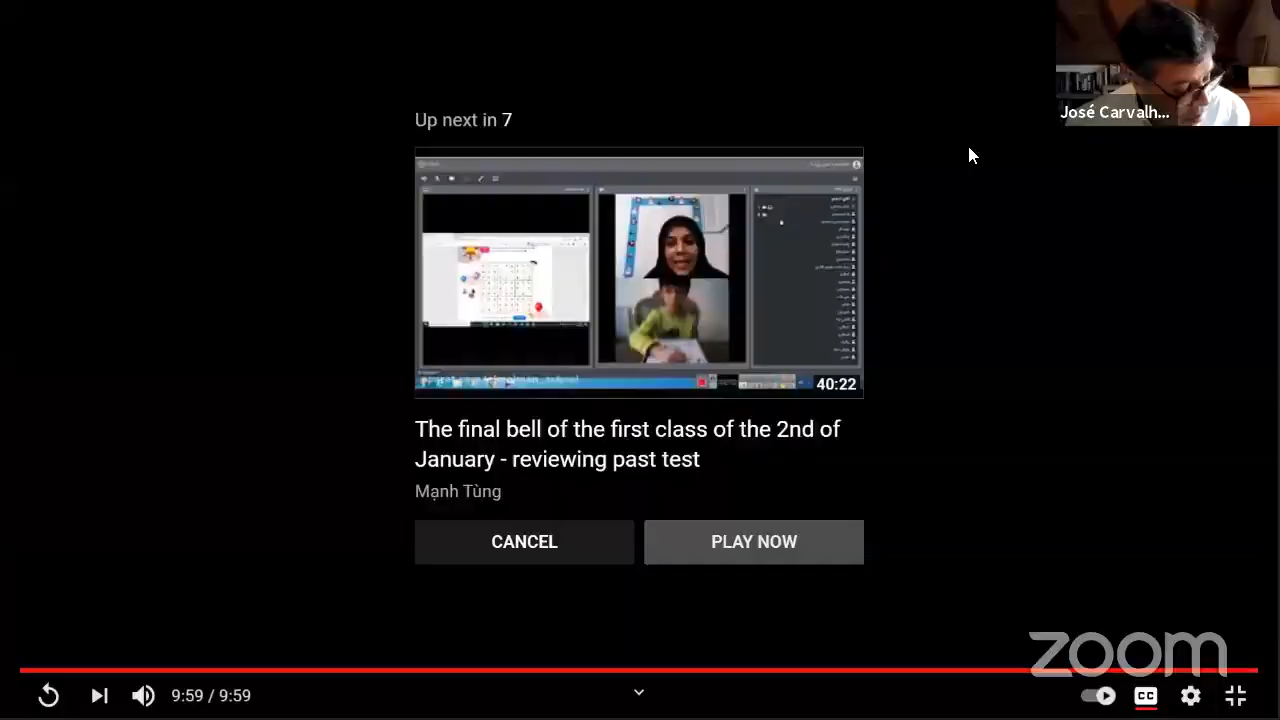 José Carvalh...
Up next in 7
40:22
The final bell of the first class of the 2nd of
January - reviewing past test
Mạnh Tùng
CANCEL
PLAY NOW
zoom
9:59 / 9:59
CC